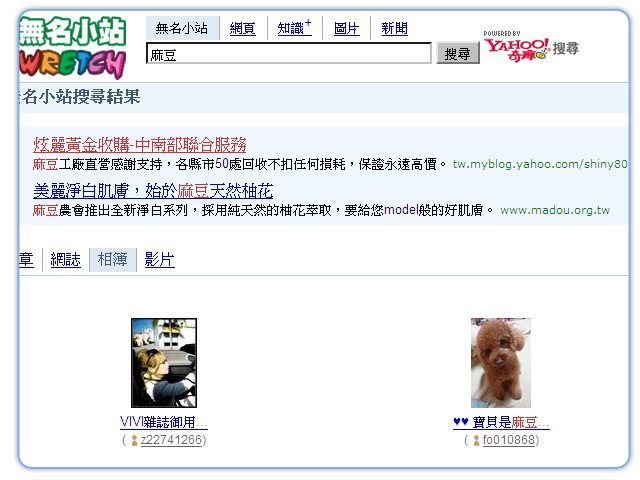 無名小站
WRETCH
無名小站 網頁 知識+ 圖片 新聞
POWERED BY
YAHOO! 奇摩 搜尋
麻豆 搜尋
名小站搜尋結果
炫麗黃金收購-中南部聯合服務
麻豆工廠直營感謝支持，各縣市50處回收不扣任何損耗，保證永遠高價。 tw.myblog.yahoo.com/shiny80
美麗淨白肌膚，始於麻豆天然柚花
麻豆農會推出全新淨白系列，採用純天然的柚花萃取，要給您model般的好肌膚。 www.madou.org.tw
章 網誌 相簿 影片
VIVI雜誌御用...
(z22741266)
♥♥ 寶貝是麻豆...
(fo010868)